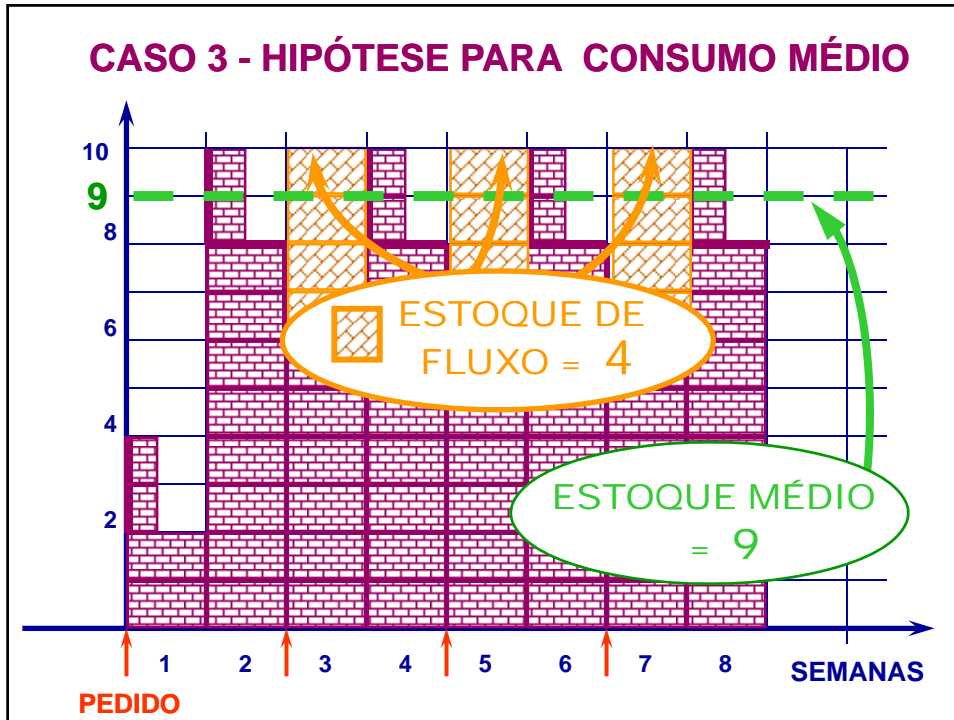 CASO 3 - HIPÓTESE PARA CONSUMO MÉDIO
10
9
8
6
4
2
ESTOQUE DE
FLUXO = 4
ESTOQUE MÉDIO
= 9
1 2 3 4 5 6 7 8 SEMANAS
PEDIDO